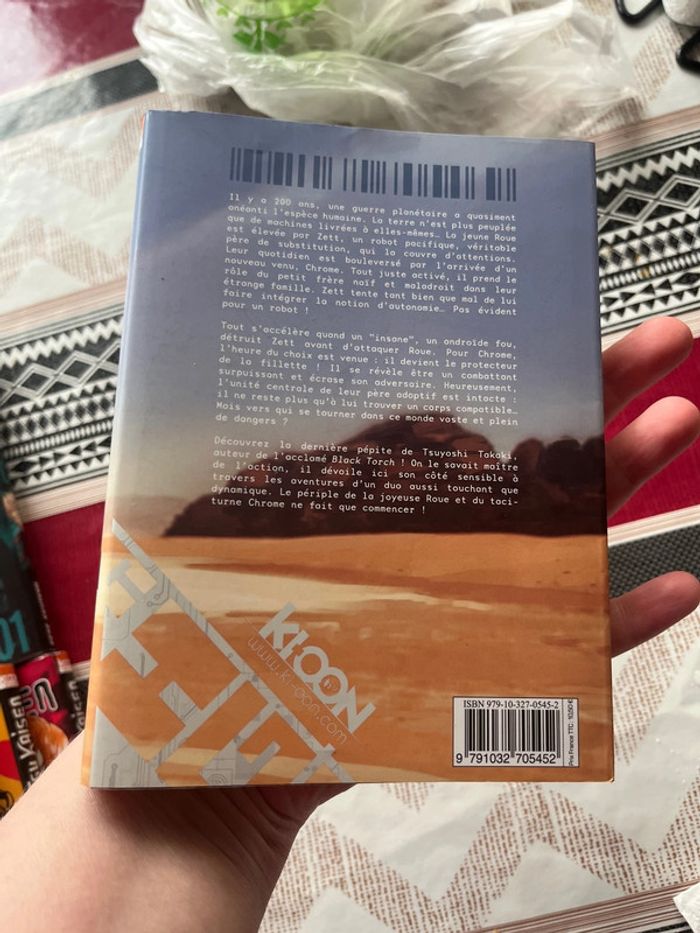 Il y a 200 ans, une guerre planétaire a quasiment
anéanti l'espèce humaine. La terre n'est plus peuplée
que de machines livrées à elles-mêmes… La jeune Roue
est élevée par Zett, un robot pacifique, véritable
père de substitution, qui la couvre d'attentions.
Leur quotidien est bouleversé par l'arrivée d'un
nouveau venu, Chrome. Tout juste activé, il prend le
rôle du petit frère naïf et maladroit dans leur
étrange famille. Zett tente tant bien que mal de lui
faire intégrer la notion d'autonomie… Pas évident
pour un robot !
Tout s'accélère quand un "insane", un androïde fou,
détruit Zett avant d'attaquer Roue. Pour Chrome,
l'heure du choix est venue : il devient le protecteur
de la fillette ! Il se révèle être un combattant
surpuissant et écrase son adversaire. Heureusement,
l'unité centrale de leur père adoptif est intacte :
il ne reste plus qu'à lui trouver un corps compatible…
Mais vers qui se tourner dans ce monde vaste et plein
de dangers ?
Découvrez la dernière pépite de Tsuyoshi Takaki,
auteur de l'acclamé Black Torch ! On le savait maître
de l'action, il dévoile ici son côté sensible à
travers les aventures d'un duo aussi touchant que
dynamique. Le périple de la joyeuse Roue et du taci-
turne Chrome ne fait que commencer !
KI-OON
www.ki-oon.com
ISBN 979-10-327-0545-2
9 791032 705452
Prix France TTC : 10,50 €
01